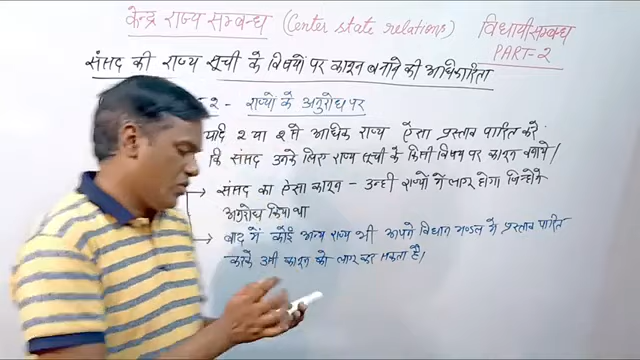 केन्द्र राज्य सम्बन्ध (Center state relations) विधायी सम्बन्ध
PART-2
संसद की राज्य सूची के विषयों पर कानून बनाने की अधिकारिता
2 - राज्यों के अनुरोध पर
यदि 2 या 2 से अधिक राज्य ऐसा प्रस्ताव पारित करें
कि संसद उनके लिए राज्य सूची के किसी विषय पर कानून बनाये।
→ संसद का ऐसा कानून - उन्हीं राज्यों में लागू होगा जिन्होंने
अनुरोध किया था
→ बाद में कोई अन्य राज्य भी अपने विधान मण्डल में प्रस्ताव पारित
करके उसी कानून को लागू कर सकता है।